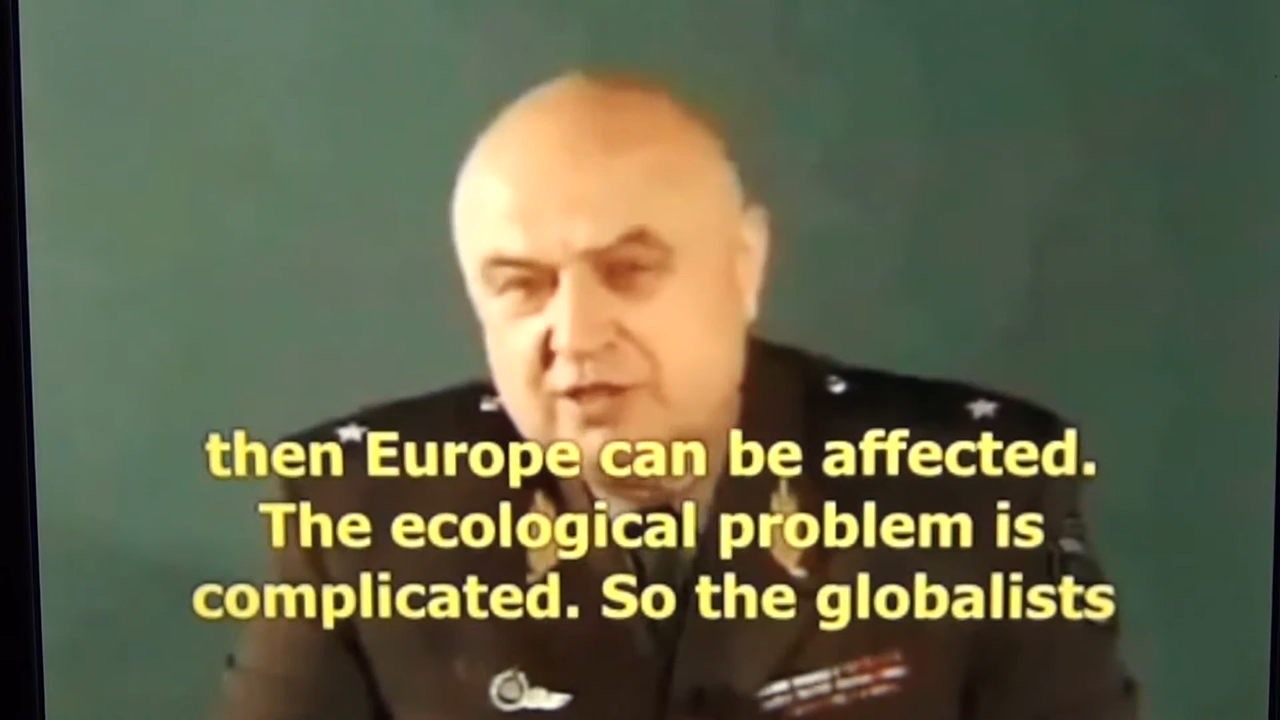 then Europe can be affected.
The ecological problem is
complicated. So the globalists